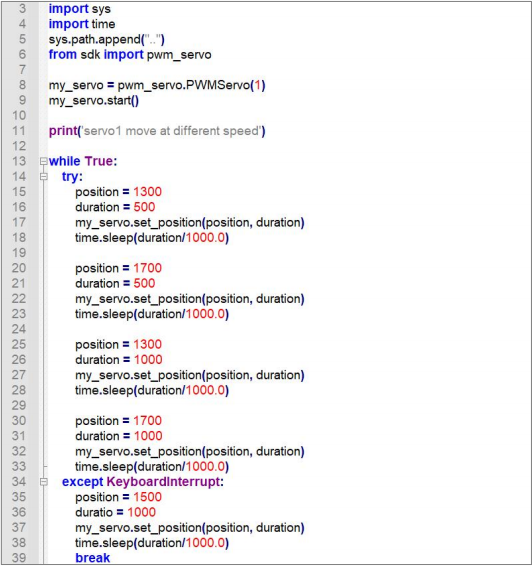 3 import sys
4 import time
5 sys.path.append("..")
6 from sdk import pwm_servo
7
8 my_servo = pwm_servo.PWMServo(1)
9 my_servo.start()
10
11 print('servo1 move at different speed')
12
13 while True:
14     try:
15         position = 1300
16         duration = 500
17         my_servo.set_position(position, duration)
18         time.sleep(duration/1000.0)
19
20         position = 1700
21         duration = 500
22         my_servo.set_position(position, duration)
23         time.sleep(duration/1000.0)
24
25         position = 1300
26         duration = 1000
27         my_servo.set_position(position, duration)
28         time.sleep(duration/1000.0)
29
30         position = 1700
31         duration = 1000
32         my_servo.set_position(position, duration)
33         time.sleep(duration/1000.0)
34     except KeyboardInterrupt:
35         position = 1500
36         duratio = 1000
37         my_servo.set_position(position, duration)
38         time.sleep(duration/1000.0)
39         break